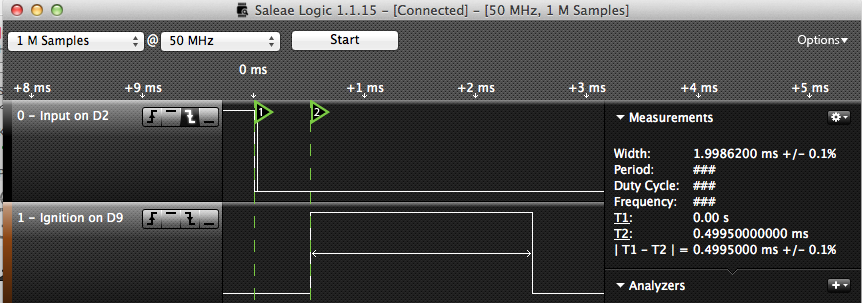 Saleae Logic 1.1.15 – [Connected] – [50 MHz, 1 M Samples]
1 M Samples @ 50 MHz Start Options▾
0 ms
+8 ms +9 ms +1 ms +2 ms +3 ms +4 ms +5 ms
0 – Input on D2
1 2
▼ Measurements
Width: 1.9986200 ms +/- 0.1%
Period: ###
Duty Cycle: ###
Frequency: ###
T1: 0.00 s
T2: 0.49950000000 ms
| T1 – T2 | = 0.4995000 ms +/- 0.1%
1 – Ignition on D9
▼ Analyzers